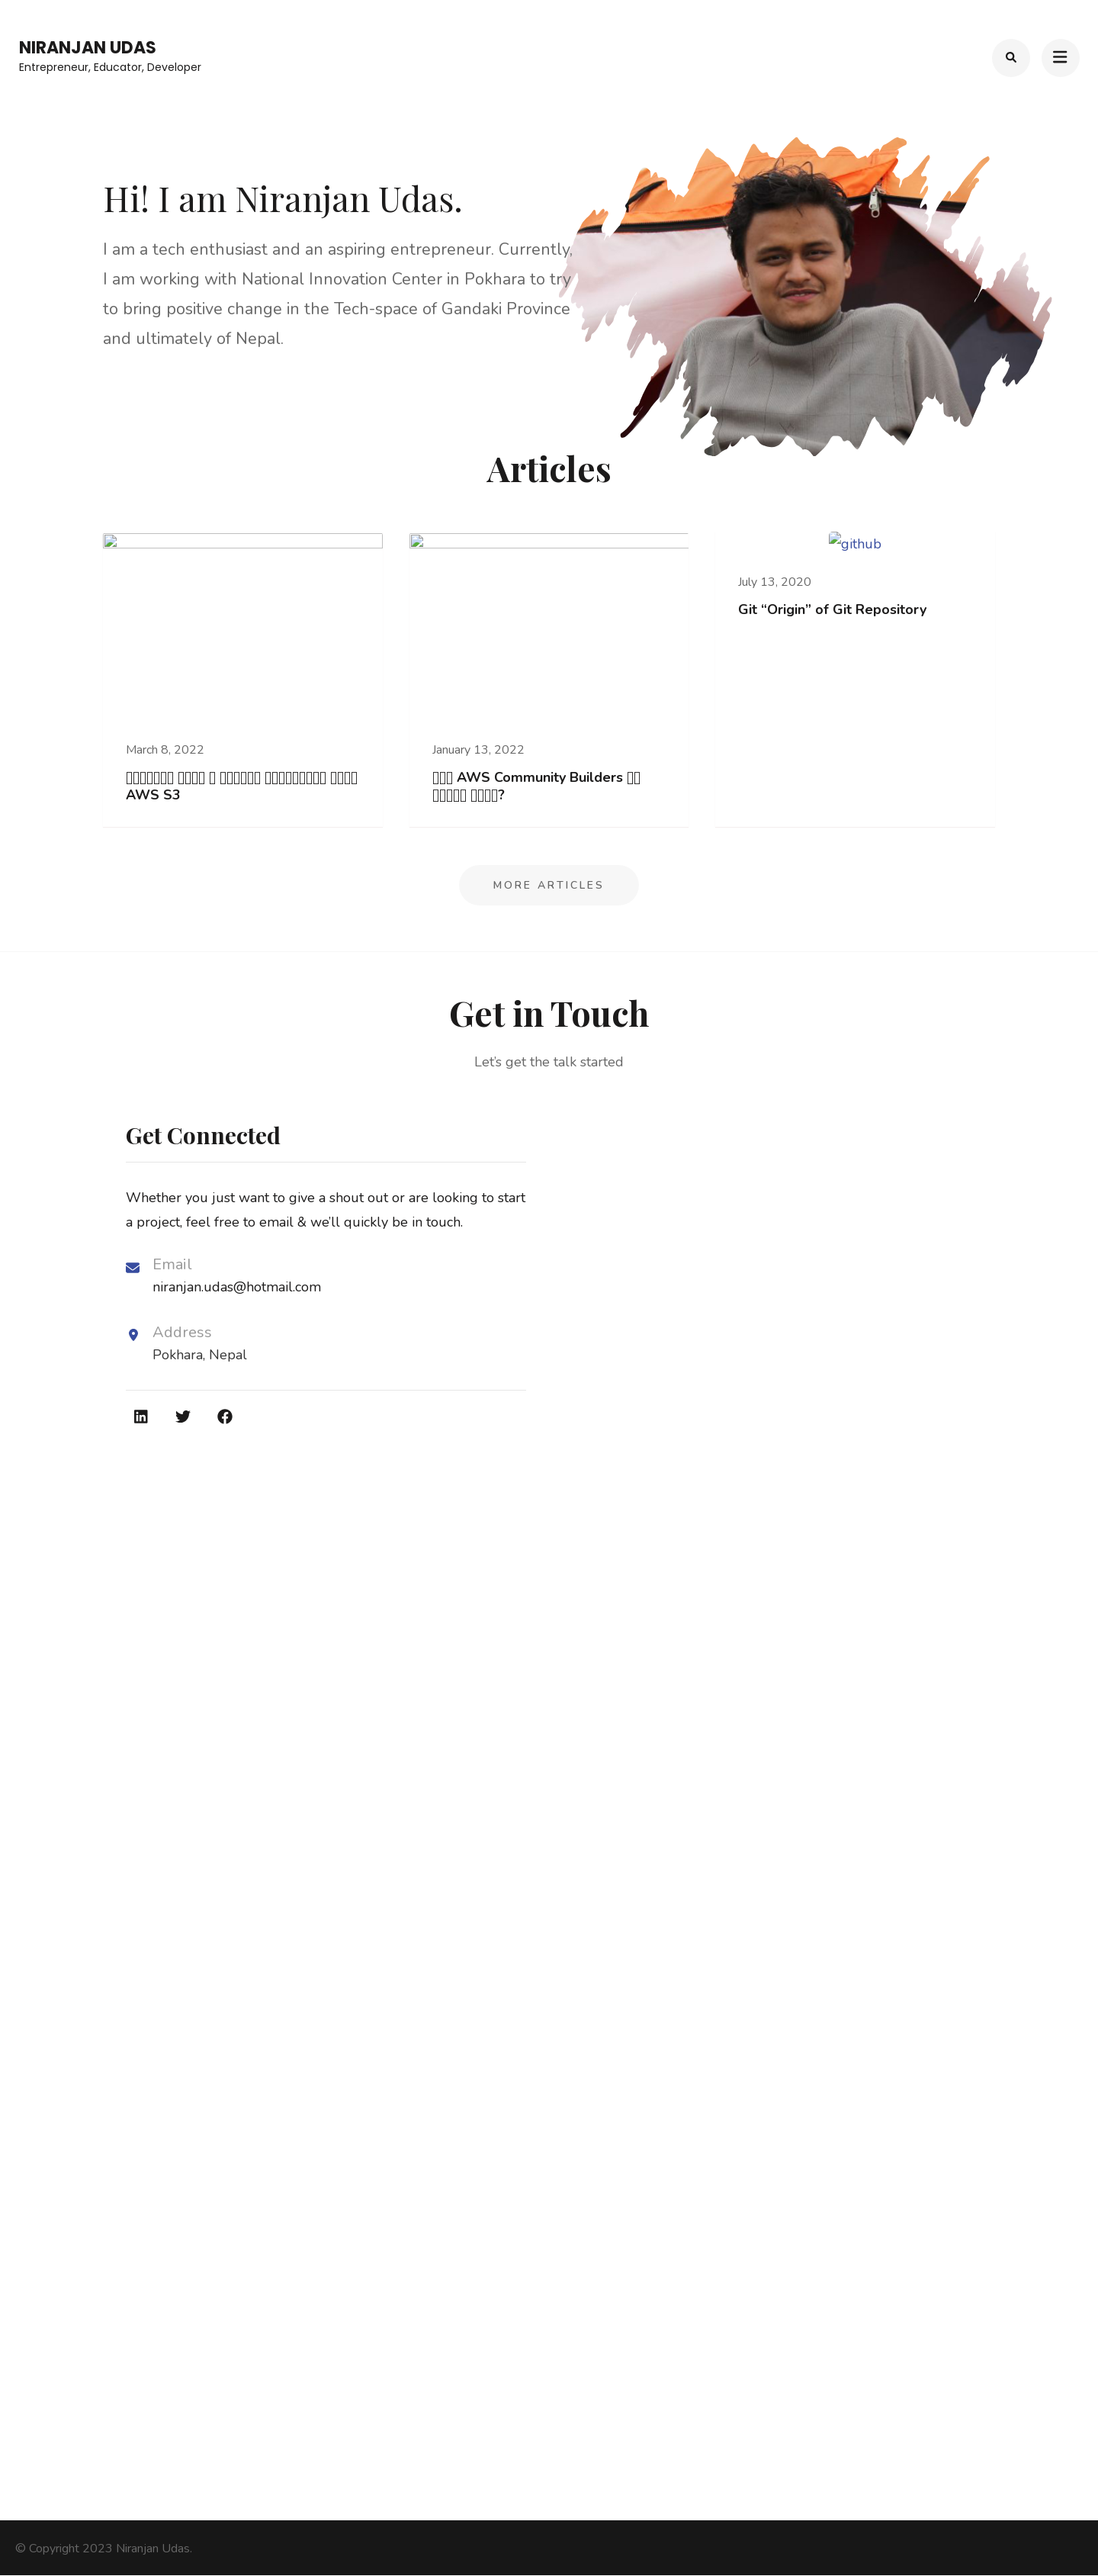 NIRANJAN UDAS
Entrepreneur, Educator, Developer
Hi! I am Niranjan Udas.
I am a tech enthusiast and an aspiring entrepreneur. Currently,
I am working with National Innovation Center in Pokhara to try
to bring positive change in the Tech-space of Gandaki Province
and ultimately of Nepal.
Articles
March 8, 2022
AWS S3
January 13, 2022
AWS Community Builders
?
github
July 13, 2020
Git “Origin” of Git Repository
MORE ARTICLES
Get in Touch
Let’s get the talk started
Get Connected
Whether you just want to give a shout out or are looking to start
a project, feel free to email & we’ll quickly be in touch.
Email
niranjan.udas@hotmail.com
Address
Pokhara, Nepal
© Copyright 2023 Niranjan Udas.